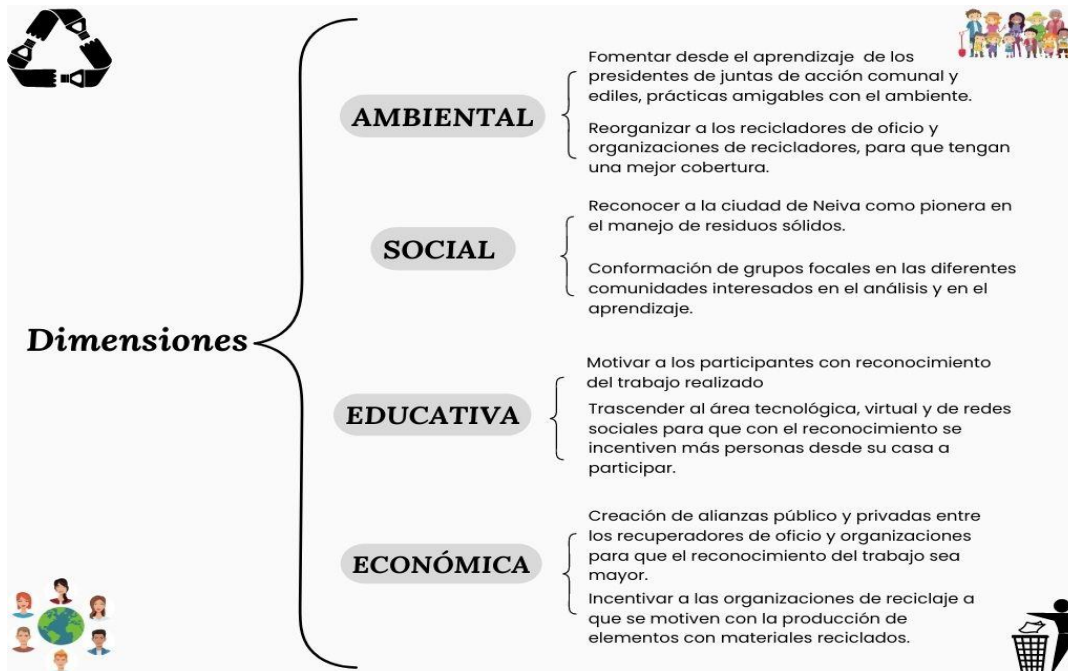 Dimensiones
AMBIENTAL
Fomentar desde el aprendizaje de los
presidentes de juntas de acción comunal y
ediles, prácticas amigables con el ambiente.
Reorganizar a los recicladores de oficio y
organizaciones de recicladores, para que tengan
una mejor cobertura.
SOCIAL
Reconocer a la ciudad de Neiva como pionera en
el manejo de residuos sólidos.
Conformación de grupos focales en las diferentes
comunidades interesados en el análisis y en el
aprendizaje.
EDUCATIVA
Motivar a los participantes con reconocimiento
del trabajo realizado
Trascender al área tecnológica, virtual y de redes
sociales para que con el reconocimiento se
incentiven más personas desde su casa a
participar.
ECONÓMICA
Creación de alianzas público y privadas entre
los recuperadores de oficio y organizaciones
para que el reconocimiento del trabajo sea
mayor.
Incentivar a las organizaciones de reciclaje a
que se motiven con la producción de
elementos con materiales reciclados.